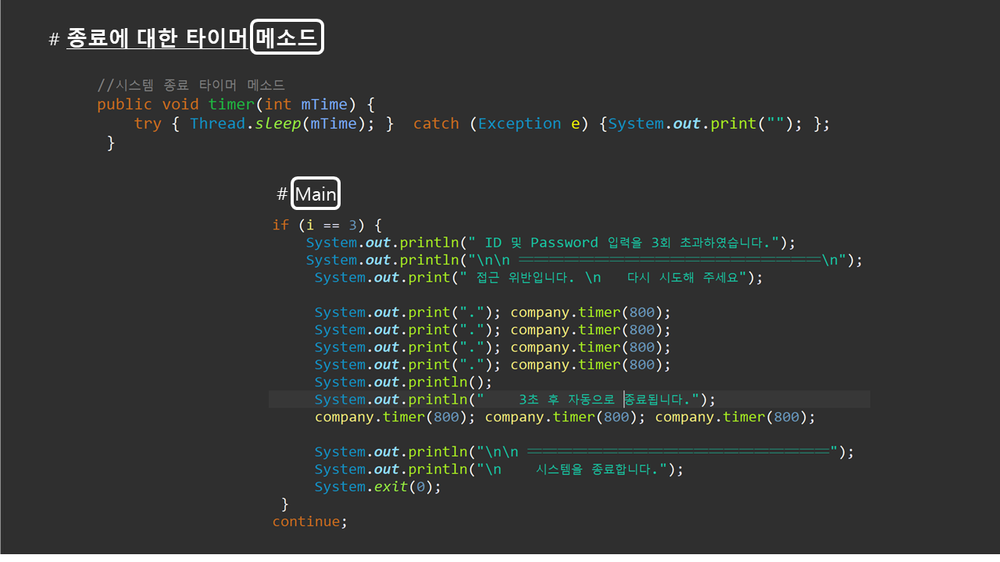 # 종료에 대한 타이머 메소드
//시스템 종료 타이머 메소드
public void timer(int mTime) {
try { Thread.sleep(mTime); }  catch (Exception e) {System.out.print(""); };
}
# Main
if (i == 3) {
System.out.println(" ID 및 Password 입력을 3회 초과하였습니다.");
System.out.println("\n\n ════════════════════════════════\n");
System.out.print(" 접근 위반입니다. \n   다시 시도해 주세요");
System.out.print("."); company.timer(800);
System.out.print("."); company.timer(800);
System.out.print("."); company.timer(800);
System.out.print("."); company.timer(800);
System.out.println();
System.out.println("    3초 후 자동으로 종료됩니다.");
company.timer(800); company.timer(800); company.timer(800);
System.out.println("\n\n ════════════════════════════════");
System.out.println("\n    시스템을 종료합니다.");
System.exit(0);
}
continue;